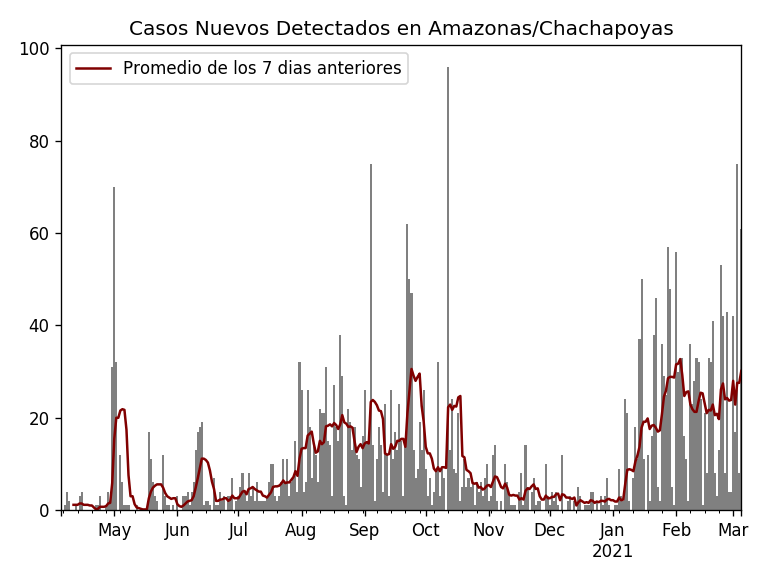 Casos Nuevos Detectados en Amazonas/Chachapoyas
Promedio de los 7 dias anteriores
100
80
60
40
20
0
May Jun Jul Aug Sep Oct Nov Dec Jan Feb Mar
2021